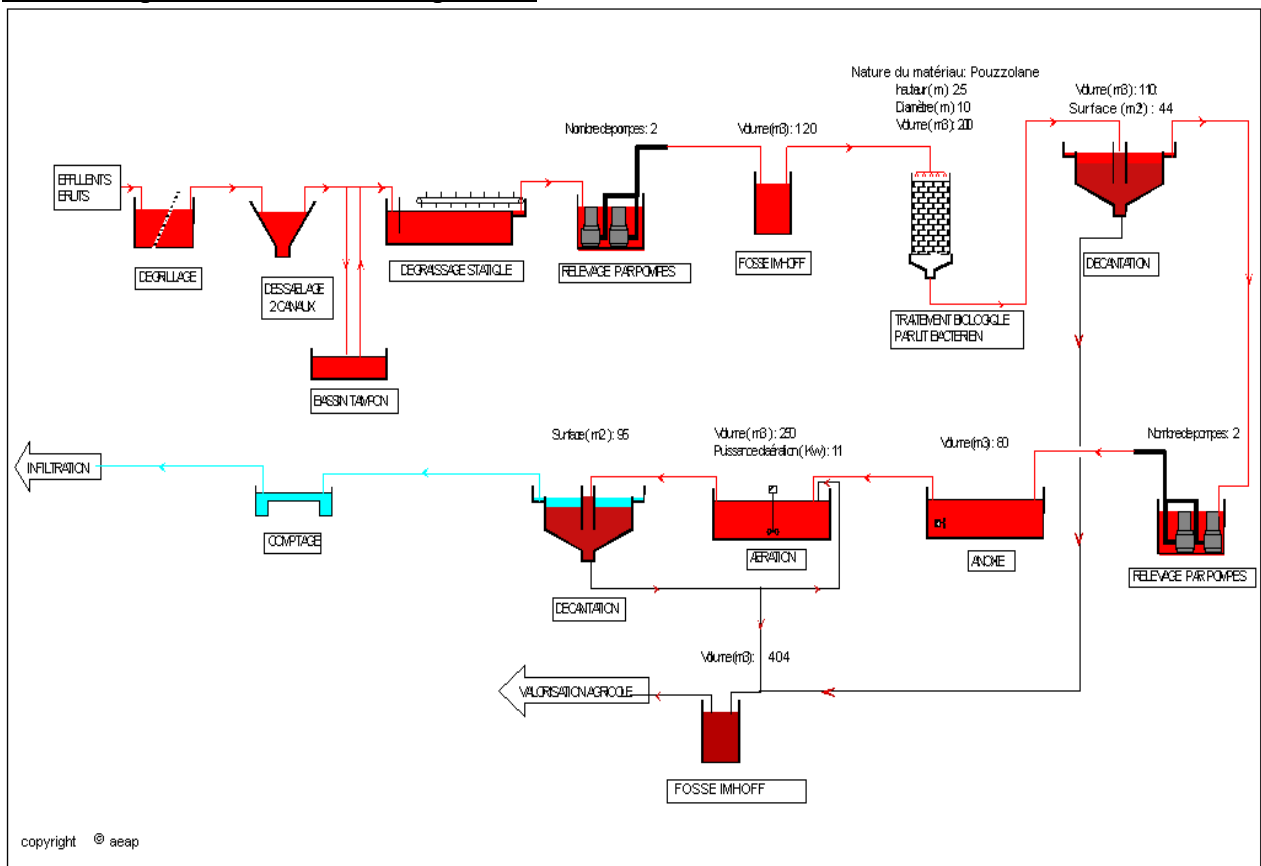 Nature du matériau: Pouzzolane
hauteur(m) 25
Diamètre(m) 10
Volume(m3): 200
Volume(m3): 110
Surface (m2) : 44
Nombre de pompes: 2
Volume(m3): 120
EFFLUENTS
BRUTS
DEGRILLAGE
DESSABLAGE
2 CANAUX
DEGRAISSAGE STATIQUE
RELEVAGE PAR POMPES
FOSSE IMHOFF
DECANTATION
TRAITEMENT BIOLOGIQUE
PAR LIT BACTERIEN
BASSIN TAMPON
Surface(m2): 95
Volume(m3): 250
Puissance d'aération(Kw): 11
Volume(m3): 80
Nombre de pompes: 2
INFILTRATION
COMPTAGE
AERATION
ANOXIE
RELEVAGE PAR POMPES
DECANTATION
Volume(m3): 404
VALORISATION AGRICOLE
FOSSE IMHOFF
copyright © aeap